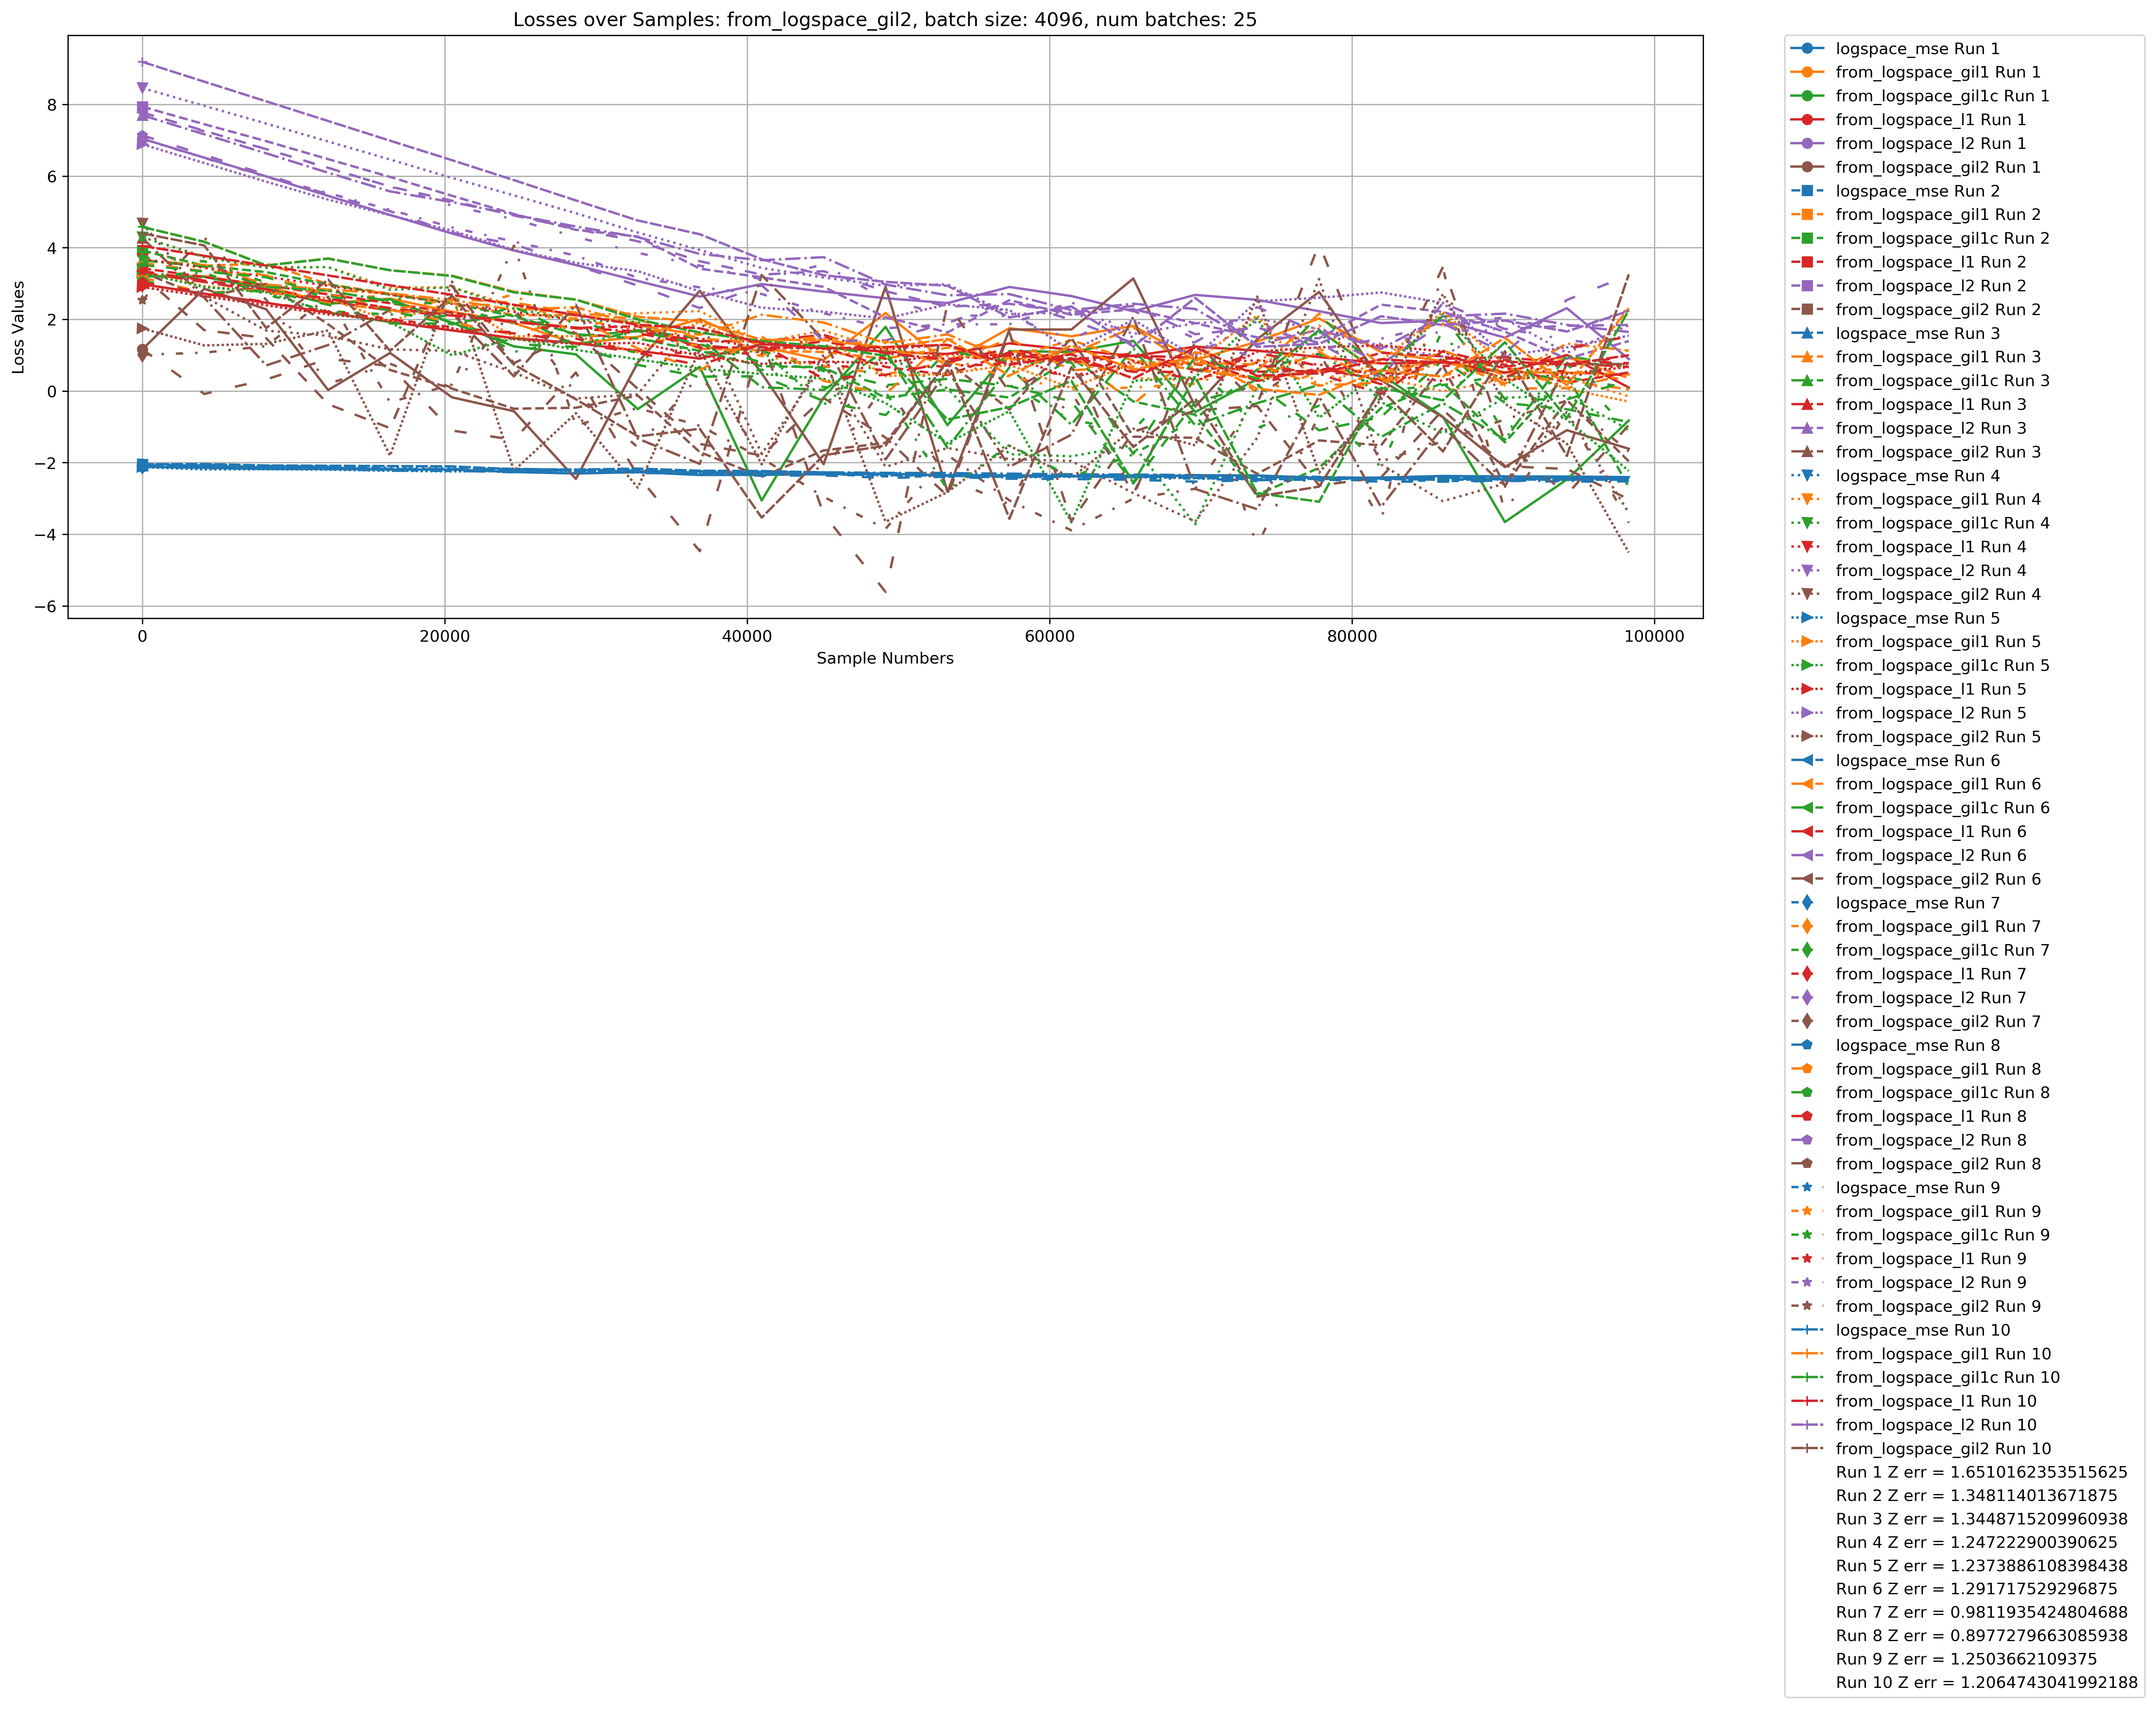 Losses over Samples: from_logspace_gil2, batch size: 4096, num batches: 25
Loss Values
8
6
4
2
0
−2
−4
−6
0 20000 40000 60000 80000 100000
Sample Numbers
logspace_mse Run 1
from_logspace_gil1 Run 1
from_logspace_gil1c Run 1
from_logspace_l1 Run 1
from_logspace_l2 Run 1
from_logspace_gil2 Run 1
logspace_mse Run 2
from_logspace_gil1 Run 2
from_logspace_gil1c Run 2
from_logspace_l1 Run 2
from_logspace_l2 Run 2
from_logspace_gil2 Run 2
logspace_mse Run 3
from_logspace_gil1 Run 3
from_logspace_gil1c Run 3
from_logspace_l1 Run 3
from_logspace_l2 Run 3
from_logspace_gil2 Run 3
logspace_mse Run 4
from_logspace_gil1 Run 4
from_logspace_gil1c Run 4
from_logspace_l1 Run 4
from_logspace_l2 Run 4
from_logspace_gil2 Run 4
logspace_mse Run 5
from_logspace_gil1 Run 5
from_logspace_gil1c Run 5
from_logspace_l1 Run 5
from_logspace_l2 Run 5
from_logspace_gil2 Run 5
logspace_mse Run 6
from_logspace_gil1 Run 6
from_logspace_gil1c Run 6
from_logspace_l1 Run 6
from_logspace_l2 Run 6
from_logspace_gil2 Run 6
logspace_mse Run 7
from_logspace_gil1 Run 7
from_logspace_gil1c Run 7
from_logspace_l1 Run 7
from_logspace_l2 Run 7
from_logspace_gil2 Run 7
logspace_mse Run 8
from_logspace_gil1 Run 8
from_logspace_gil1c Run 8
from_logspace_l1 Run 8
from_logspace_l2 Run 8
from_logspace_gil2 Run 8
logspace_mse Run 9
from_logspace_gil1 Run 9
from_logspace_gil1c Run 9
from_logspace_l1 Run 9
from_logspace_l2 Run 9
from_logspace_gil2 Run 9
logspace_mse Run 10
from_logspace_gil1 Run 10
from_logspace_gil1c Run 10
from_logspace_l1 Run 10
from_logspace_l2 Run 10
from_logspace_gil2 Run 10
Run 1 Z err = 1.6510162353515625
Run 2 Z err = 1.348114013671875
Run 3 Z err = 1.3448715209960938
Run 4 Z err = 1.247222900390625
Run 5 Z err = 1.2373886108398438
Run 6 Z err = 1.291717529296875
Run 7 Z err = 0.9811935424804688
Run 8 Z err = 0.8977279663085938
Run 9 Z err = 1.2503662109375
Run 10 Z err = 1.2064743041992188